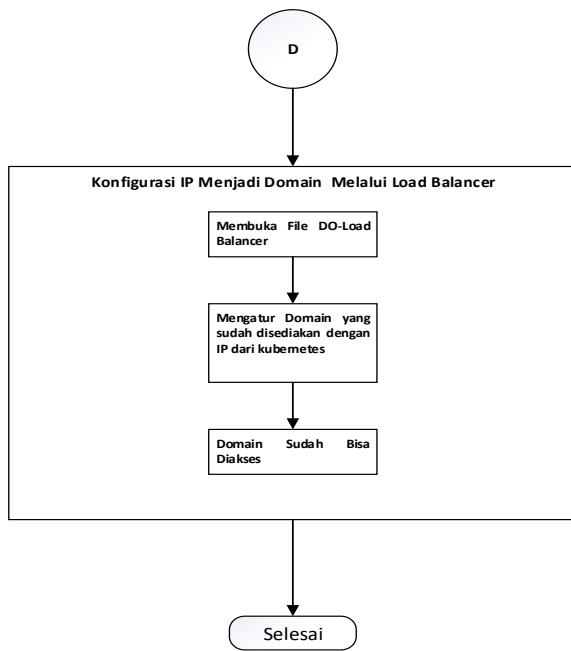 D
Konfigurasi IP Menjadi Domain Melalui Load Balancer
Membuka File DO-Load
Balancer
Mengatur Domain yang
sudah disediakan dengan
IP dari kubernetes
Domain Sudah Bisa
Diakses
Selesai